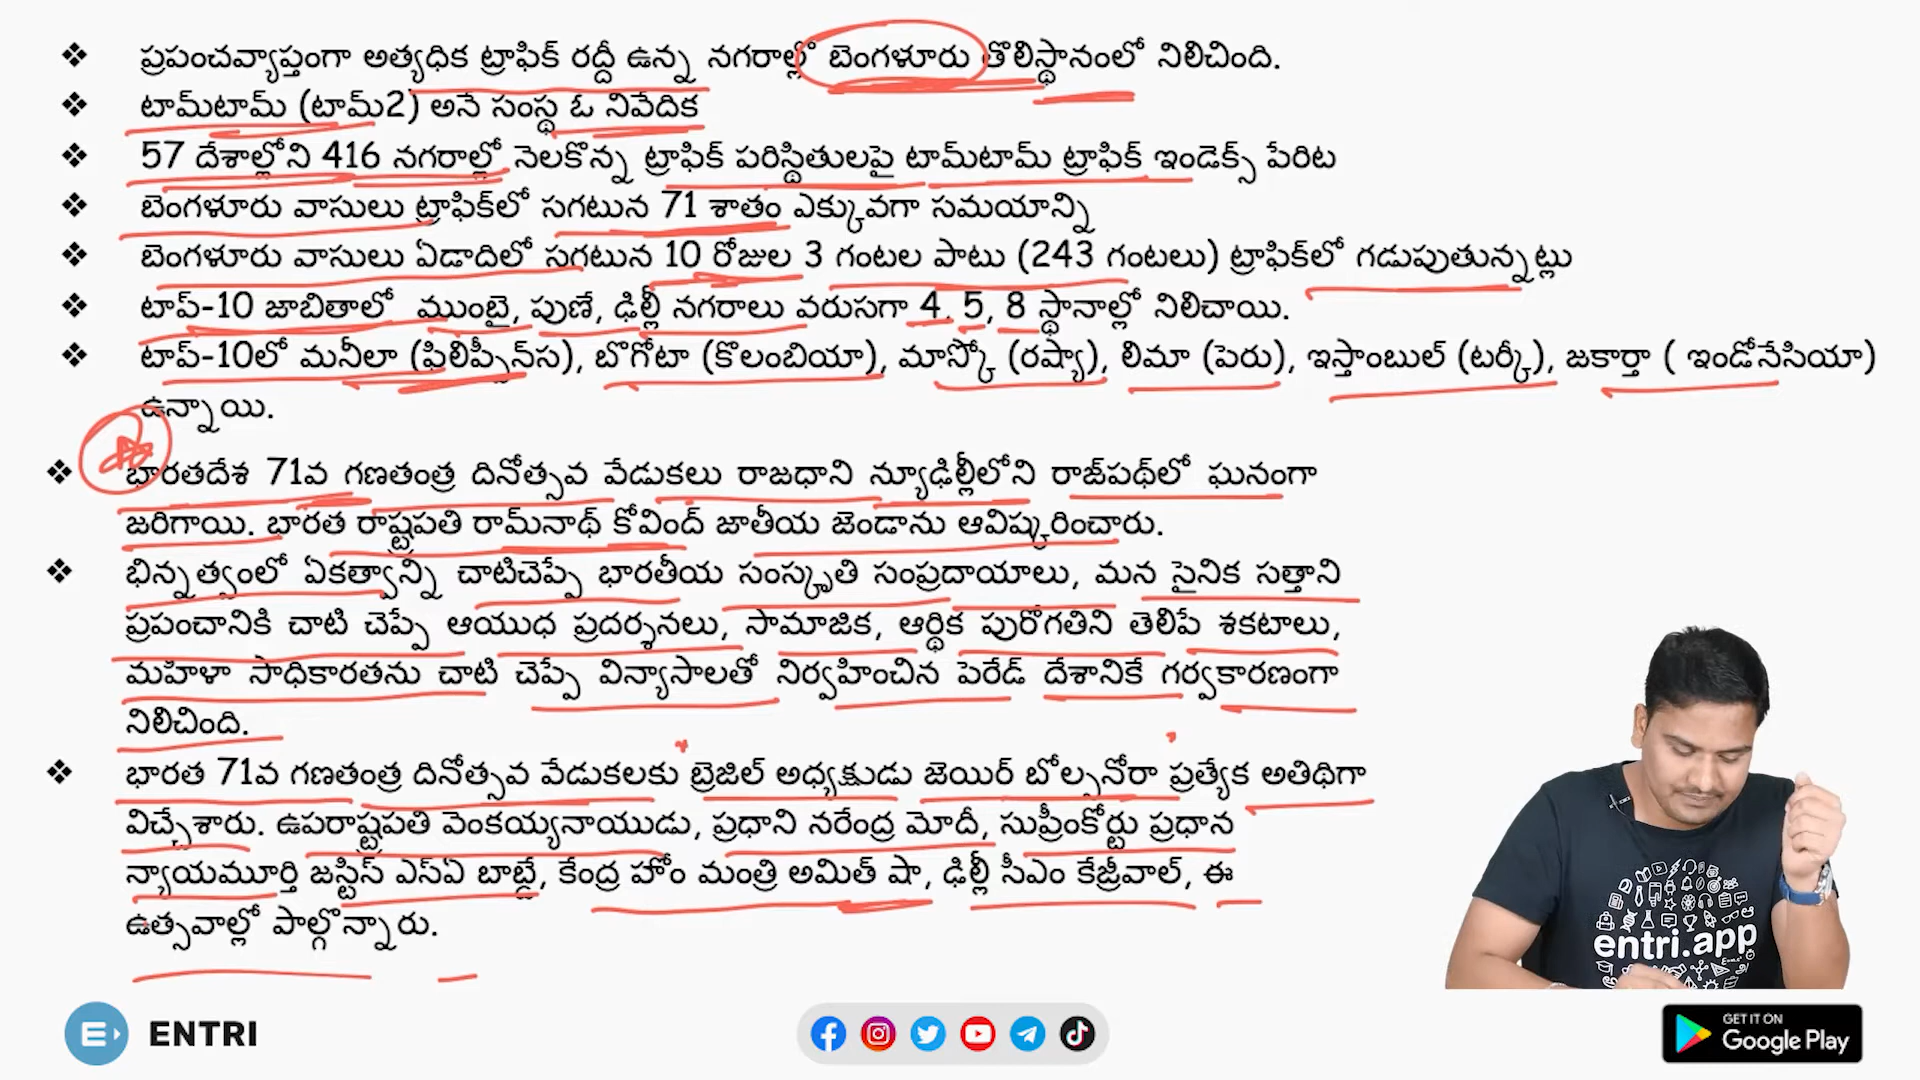 ❖ ప్రపంచవ్యాప్తంగా అత్యధిక ట్రాఫిక్ రద్దీ ఉన్న నగరాల్లో బెంగళూరు తొలిస్థానంలో నిలిచింది.
❖ టామ్‌టామ్ (టామ్2) అనే సంస్థ ఓ నివేదిక
❖ 57 దేశాల్లోని 416 నగరాల్లో నెలకొన్న ట్రాఫిక్ పరిస్థితులపై టామ్‌టామ్ ట్రాఫిక్ ఇండెక్స్ పేరిట
❖ బెంగళూరు వాసులు ట్రాఫిక్‌లో సగటున 71 శాతం ఎక్కువగా సమయాన్ని
❖ బెంగళూరు వాసులు ఏడాదిలో సగటున 10 రోజుల 3 గంటల పాటు (243 గంటలు) ట్రాఫిక్‌లో గడుపుతున్నట్లు
❖ టాప్-10 జాబితాలో ముంబై, పుణే, ఢిల్లీ నగరాలు వరుసగా 4, 5, 8 స్థానాల్లో నిలిచాయి.
❖ టాప్-10లో మనీలా (ఫిలిప్పీన్‌స), బొగోటా (కొలంబియా), మాస్కో (రష్యా), లిమా (పెరు), ఇస్తాంబుల్ (టర్కీ), జకార్తా ( ఇండోనేసియా)
ఉన్నాయి.
❖ భారతదేశ 71వ గణతంత్ర దినోత్సవ వేడుకలు రాజధాని న్యూఢిల్లీలోని రాజ్‌పథ్‌లో ఘనంగా
జరిగాయి. భారత రాష్ట్రపతి రామ్‌నాథ్ కోవింద్ జాతీయ జెండాను ఆవిష్కరించారు.
❖ భిన్నత్వంలో ఏకత్వాన్ని చాటిచెప్పే భారతీయ సంస్కృతి సంప్రదాయాలు, మన సైనిక సత్తాని
ప్రపంచానికి చాటి చెప్పే ఆయుధ ప్రదర్శనలు, సామాజిక, ఆర్థిక పురోగతిని తెలిపే శకటాలు,
మహిళా సాధికారతను చాటి చెప్పే విన్యాసాలతో నిర్వహించిన పెరేడ్ దేశానికే గర్వకారణంగా
నిలిచింది.
❖ భారత 71వ గణతంత్ర దినోత్సవ వేడుకలకు బ్రెజిల్ అధ్యక్షుడు జెయిర్ బోల్సనోరా ప్రత్యేక అతిథిగా
విచ్చేశారు. ఉపరాష్ట్రపతి వెంకయ్యనాయుడు, ప్రధాని నరేంద్ర మోదీ, సుప్రీంకోర్టు ప్రధాన
న్యాయమూర్తి జస్టిస్ ఎస్ఏ బాబ్డే, కేంద్ర హోం మంత్రి అమిత్ షా, ఢిల్లీ సీఎం కేజ్రీవాల్, ఈ
ఉత్సవాల్లో పాల్గొన్నారు.
entri.app
E ENTRI
GET IT ON
Google Play